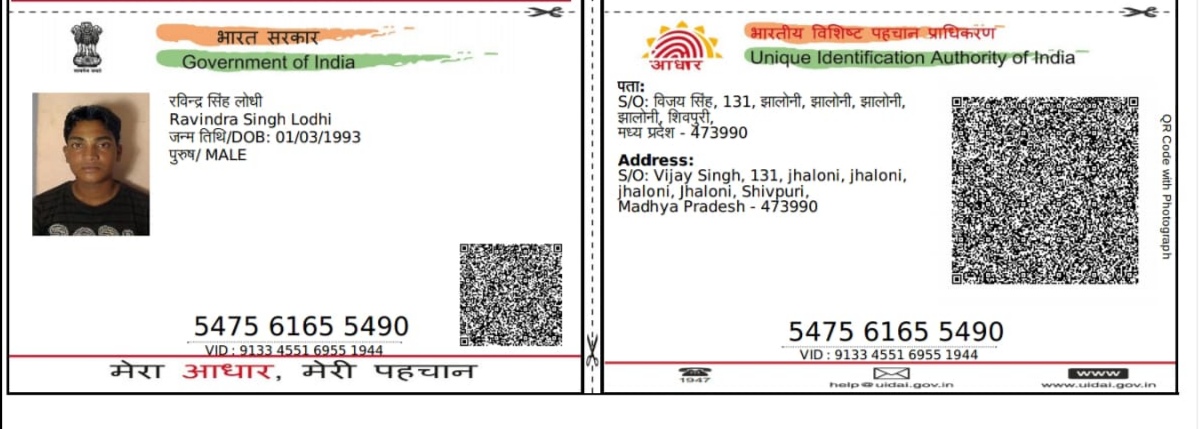 भारत सरकार
Government of India
रविन्द्र सिंह लोधी
Ravindra Singh Lodhi
जन्म तिथि/DOB: 01/03/1993
पुरुष/ MALE
5475 6165 5490
VID : 9133 4551 6955 1944
मेरा आधार, मेरी पहचान
आधार
भारतीय विशिष्ट पहचान प्राधिकरण
Unique Identification Authority of India
पता:
S/O: विजय सिंह, 131, झालोनी, झालोनी, झालोनी,
झालोनी, शिवपुरी,
मध्य प्रदेश - 473990
Address:
S/O: Vijay Singh, 131, jhaloni, jhaloni,
jhaloni, Jhaloni, Shivpuri,
Madhya Pradesh - 473990
QR Code with Photograph
5475 6165 5490
VID : 9133 4551 6955 1944
1947
help@uidai.gov.in
www
www.uidai.gov.in